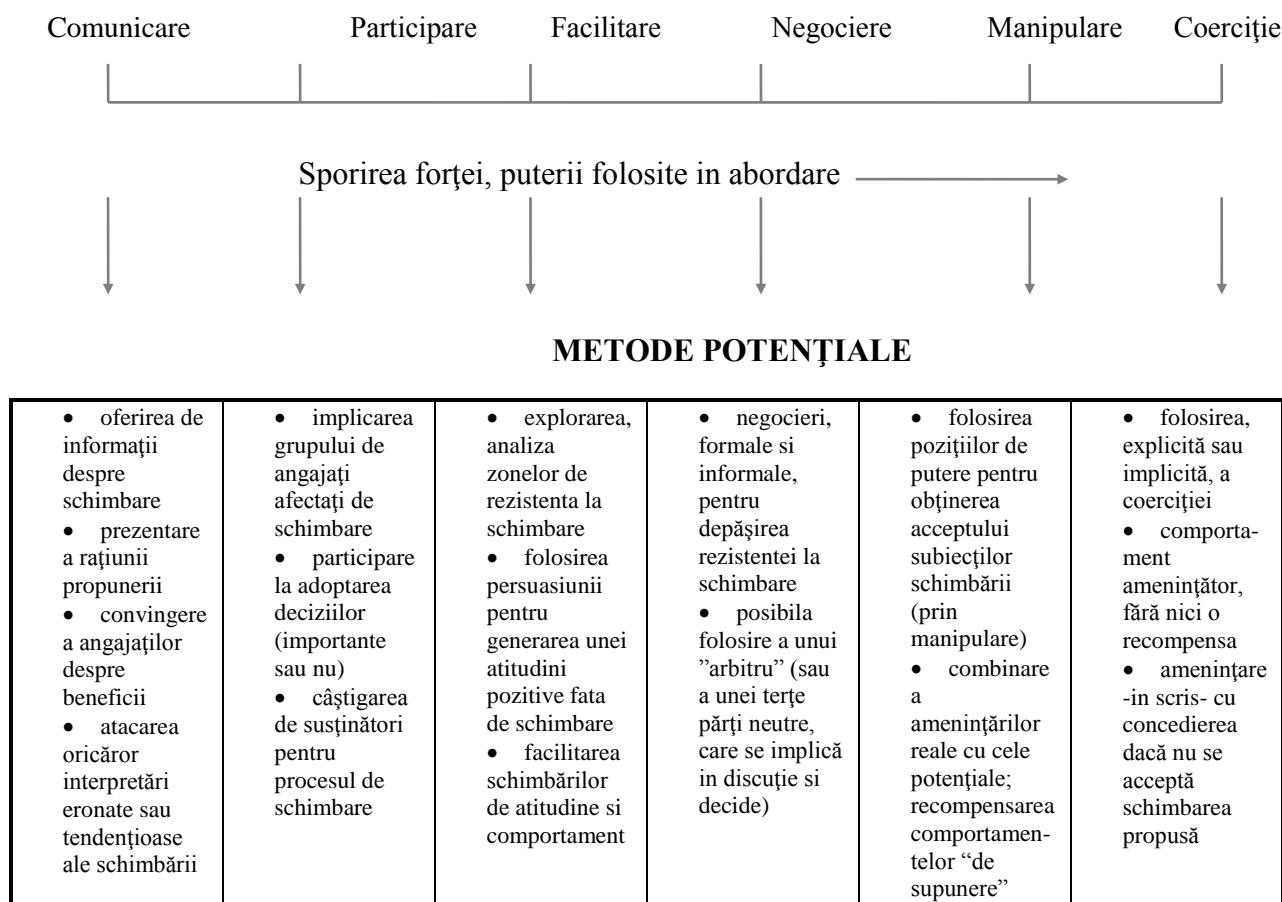 Comunicare Participare Facilitare Negociere Manipulare Coerciţie
Sporirea forţei, puterii folosite in abordare
METODE POTENŢIALE
• oferirea de
informaţii
despre
schimbare
• prezentare
a raţiunii
propunerii
• convingere
a angajaţilor
despre
beneficii
• atacarea
oricăror
interpretări
eronate sau
tendenţioase
ale schimbării
• implicarea
grupului de
angajaţi
afectaţi de
schimbare
• participare
la adoptarea
deciziilor
(importante
sau nu)
• câştigarea
de susţinători
pentru
procesul de
schimbare
• explorarea,
analiza
zonelor de
rezistenta la
schimbare
• folosirea
persuasiunii
pentru
generarea unei
atitudini
pozitive fata
de schimbare
• facilitarea
schimbărilor
de atitudine si
comportament
• negocieri,
formale si
informale,
pentru
depăşirea
rezistentei la
schimbare
• posibila
folosire a unui
”arbitru” (sau
a unei terţe
părţi neutre,
care se implică
in discuţie si
decide)
• folosirea
poziţiilor de
putere pentru
obţinerea
acceptului
subiecţilor
schimbării
(prin
manipulare)
• combinare
a
ameninţărilor
reale cu cele
potenţiale;
recompensarea
comportamen-
telor “de
supunere”
• folosirea,
explicită sau
implicită, a
coerciţiei
• comporta-
ment
ameninţător,
fără nici o
recompensa
• ameninţare
-in scris- cu
concedierea
dacă nu se
acceptă
schimbarea
propusă